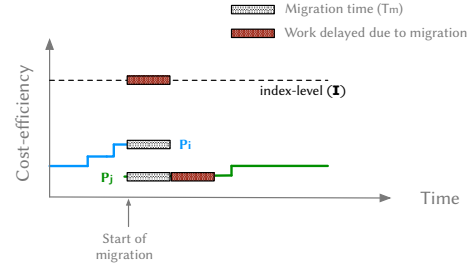 Migration time (Tm)
Work delayed due to migration
Cost-efficiency
index-level (I)
Pi
Pj
Time
Start of
migration